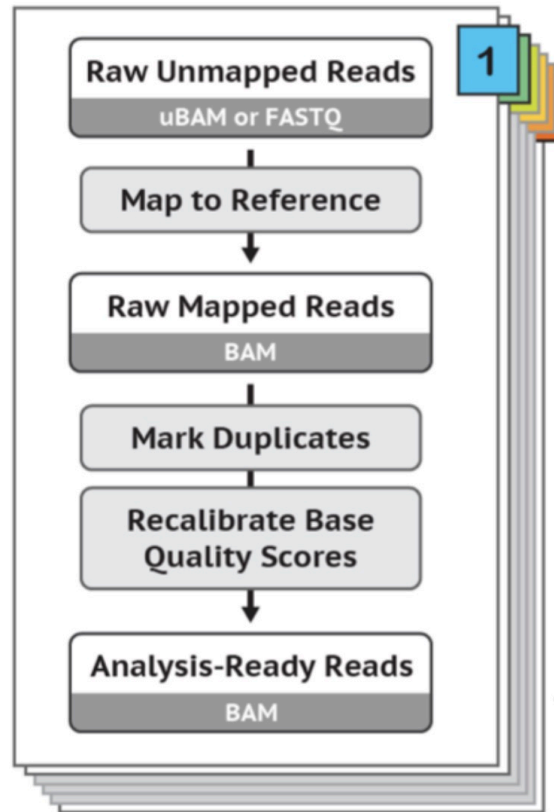 1
Raw Unmapped Reads
uBAM or FASTQ
Map to Reference
Raw Mapped Reads
BAM
Mark Duplicates
Recalibrate Base
Quality Scores
Analysis-Ready Reads
BAM